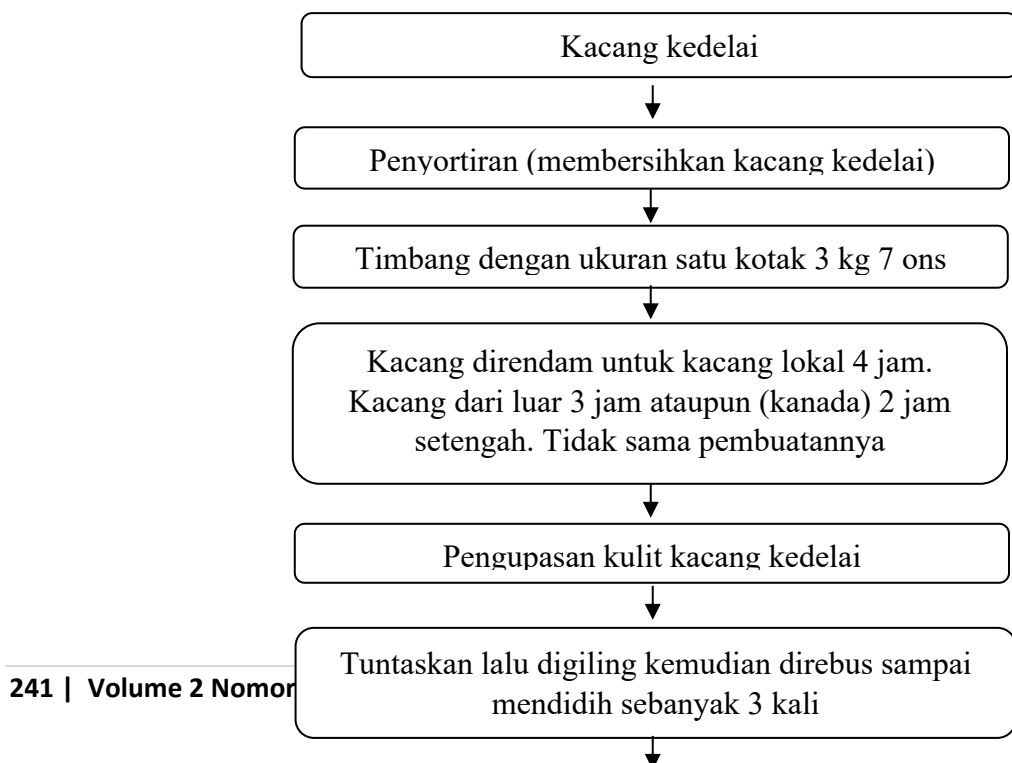 Kacang kedelai
Penyortiran (membersihkan kacang kedelai)
Timbang dengan ukuran satu kotak 3 kg 7 ons
Kacang direndam untuk kacang lokal 4 jam.
Kacang dari luar 3 jam ataupun (kanada) 2 jam
setengah. Tidak sama pembuatannya
Pengupasan kulit kacang kedelai
Tuntaskan lalu digiling kemudian direbus sampai
mendidih sebanyak 3 kali
241 | Volume 2 Nomor